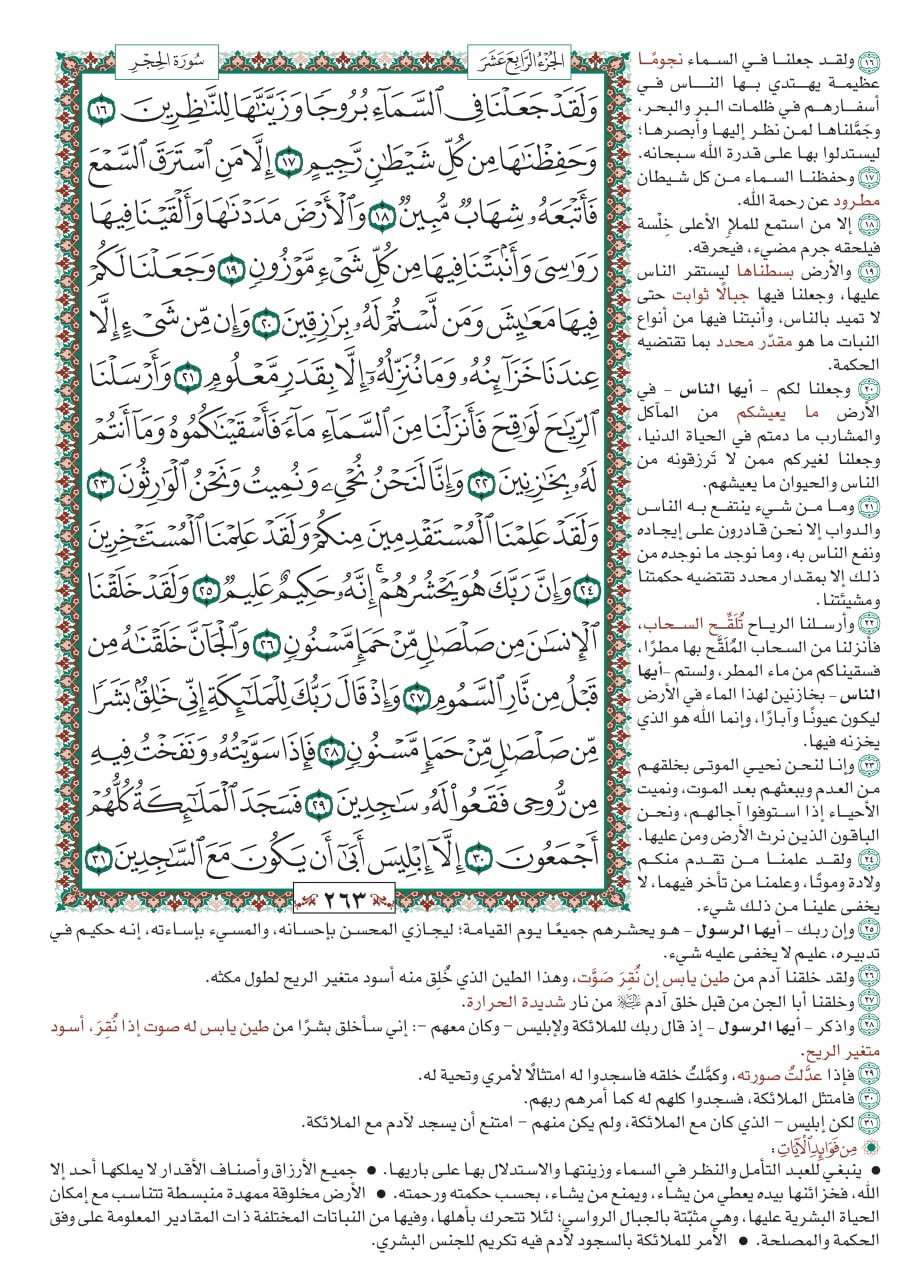 الجُزْءُ الرَّابِعَ عَشَرَ
سُورَةُ الحِجْرِ
وَلَقَدْ جَعَلْنَا فِي ٱلسَّمَآءِ بُرُوجًا وَزَيَّنَّـٰهَا لِلنَّـٰظِرِينَ ١٦
وَحَفِظْنَـٰهَا مِن كُلِّ شَيْطَـٰنٍ رَّجِيمٍ ١٧ إِلَّا مَنِ ٱسْتَرَقَ ٱلسَّمْعَ
فَأَتْبَعَهُۥ شِهَابٌ مُّبِينٌ ١٨ وَٱلْأَرْضَ مَدَدْنَـٰهَا وَأَلْقَيْنَا فِيهَا
رَوَٰسِىَ وَأَنۢبَتْنَا فِيهَا مِن كُلِّ شَىْءٍ مَّوْزُونٍ ١٩ وَجَعَلْنَا لَكُمْ
فِيهَا مَعَـٰيِشَ وَمَن لَّسْتُمْ لَهُۥ بِرَٰزِقِينَ ٢٠ وَإِن مِّن شَىْءٍ إِلَّا
عِندَنَا خَزَآئِنُهُۥ وَمَا نُنَزِّلُهُۥٓ إِلَّا بِقَدَرٍ مَّعْلُومٍ ٢١ وَأَرْسَلْنَا
ٱلرِّيَـٰحَ لَوَٰقِحَ فَأَنزَلْنَا مِنَ ٱلسَّمَآءِ مَآءً فَأَسْقَيْنَـٰكُمُوهُ وَمَآ أَنتُمْ
لَهُۥ بِخَـٰزِنِينَ ٢٢ وَإِنَّا لَنَحْنُ نُحْىِۦ وَنُمِيتُ وَنَحْنُ ٱلْوَٰرِثُونَ ٢٣
وَلَقَدْ عَلِمْنَا ٱلْمُسْتَقْدِمِينَ مِنكُمْ وَلَقَدْ عَلِمْنَا ٱلْمُسْتَـْٔخِرِينَ
٢٤ وَإِنَّ رَبَّكَ هُوَ يَحْشُرُهُمْ ۚ إِنَّهُۥ حَكِيمٌ عَلِيمٌ ٢٥ وَلَقَدْ خَلَقْنَا
ٱلْإِنسَـٰنَ مِن صَلْصَـٰلٍ مِّنْ حَمَإٍ مَّسْنُونٍ ٢٦ وَٱلْجَآنَّ خَلَقْنَـٰهُ مِن
قَبْلُ مِن نَّارِ ٱلسَّمُومِ ٢٧ وَإِذْ قَالَ رَبُّكَ لِلْمَلَـٰٓئِكَةِ إِنِّى خَـٰلِقٌۢ بَشَرًا
مِّن صَلْصَـٰلٍ مِّنْ حَمَإٍ مَّسْنُونٍ ٢٨ فَإِذَا سَوَّيْتُهُۥ وَنَفَخْتُ فِيهِ
مِن رُّوحِى فَقَعُوا۟ لَهُۥ سَـٰجِدِينَ ٢٩ فَسَجَدَ ٱلْمَلَـٰٓئِكَةُ كُلُّهُمْ
أَجْمَعُونَ ٣٠ إِلَّآ إِبْلِيسَ أَبَىٰٓ أَن يَكُونَ مَعَ ٱلسَّـٰجِدِينَ ٣١
٢٦٣
١٦ ولقد جعلنا في السماء نجومًا
عظيمة يهتدي بها الناس في
أسفارهم في ظلمات البر والبحر،
وجَمَّلناها لمن نظر إليها وأبصرها؛
ليستدلوا بها على قدرة الله سبحانه.
١٧ وحفظنا السماء من كل شيطان
مطرود عن رحمة الله.
١٨ إلا من استمع للملإ الأعلى خِلْسة
فيلحقه جرم مضيء، فيحرقه.
١٩ والأرض بسطناها ليستقر الناس
عليها، وجعلنا فيها جبالًا ثوابت حتى
لا تميد بالناس، وأنبتنا فيها من أنواع
النبات ما هو مقدّر محدد بما تقتضيه
الحكمة.
٢٠ وجعلنا لكم – أيها الناس – في
الأرض ما يعيشكم من المآكل
والمشارب ما دمتم في الحياة الدنيا،
وجعلنا لغيركم ممن لا تَرزقونه من
الناس والحيوان ما يعيشهم.
٢١ وما من شيء ينتفع به الناس
والدواب إلا نحن قادرون على إيجاده
ونفع الناس به، وما نوجد ما نوجده من
ذلك إلا بمقدار محدد تقتضيه حكمتنا
ومشيئتنا.
٢٢ وأرسلنا الرياح تُلَقِّح السحاب،
فأنزلنا من السحاب المُلَقَّح بها مطرًا،
فسقيناكم من ماء المطر، ولستم –أيها
الناس – بخازنين لهذا الماء في الأرض
ليكون عيونًا وآبارًا، وإنما الله هو الذي
يخزنه فيها.
٢٣ وإنا لنحن نحيي الموتى بخلقهم
من العدم وببعثهم بعد الموت، ونميت
الأحياء إذا استوفوا آجالهم، ونحن
الباقون الذين نرث الأرض ومن عليها.
٢٤ ولقد علمنا من تقدم منكم
ولادة وموتًا، وعلمنا من تأخر فيهما، لا
يخفى علينا من ذلك شيء.
٢٥ وإن ربك – أيها الرسول – هو يحشرهم جميعًا يوم القيامة؛ ليجازي المحسن بإحسانه، والمسيء بإساءته، إنه حكيم في
تدبيره، عليم لا يخفى عليه شيء.
٢٦ ولقد خلقنا آدم من طين يابس إن نُقِرَ صَوَّت، وهذا الطين الذي خُلِق منه أسود متغير الريح لطول مكثه.
٢٧ وخلقنا أبا الجن من قبل خلق آدم عليه السلام من نار شديدة الحرارة.
٢٨ واذكر – أيها الرسول – إذ قال ربك للملائكة ولإبليس – وكان معهم –: إني سأخلق بشرًا من طين يابس له صوت إذا نُقِرَ، أسود
متغير الريح.
٢٩ فإذا عدَّلتُ صورته، وكمَّلتُ خلقه فاسجدوا له امتثالًا لأمري وتحية له.
٣٠ فامتثل الملائكة، فسجدوا كلهم له كما أمرهم ربهم.
٣١ لكن إبليس – الذي كان مع الملائكة، ولم يكن منهم – امتنع أن يسجد لآدم مع الملائكة.
مِن فَوَائِدِ الْآيَاتِ:
• ينبغي للعبد التأمل والنظر في السماء وزينتها والاستدلال بها على باريها. • جميع الأرزاق وأصناف الأقدار لا يملكها أحد إلا
الله، فخزائنها بيده يعطي من يشاء، ويمنع من يشاء، بحسب حكمته ورحمته. • الأرض مخلوقة ممهدة منبسطة تتناسب مع إمكان
الحياة البشرية عليها، وهي مثبّتة بالجبال الرواسي؛ لئلا تتحرك بأهلها، وفيها من النباتات المختلفة ذات المقادير المعلومة على وفق
الحكمة والمصلحة. • الأمر للملائكة بالسجود لآدم فيه تكريم للجنس البشري.